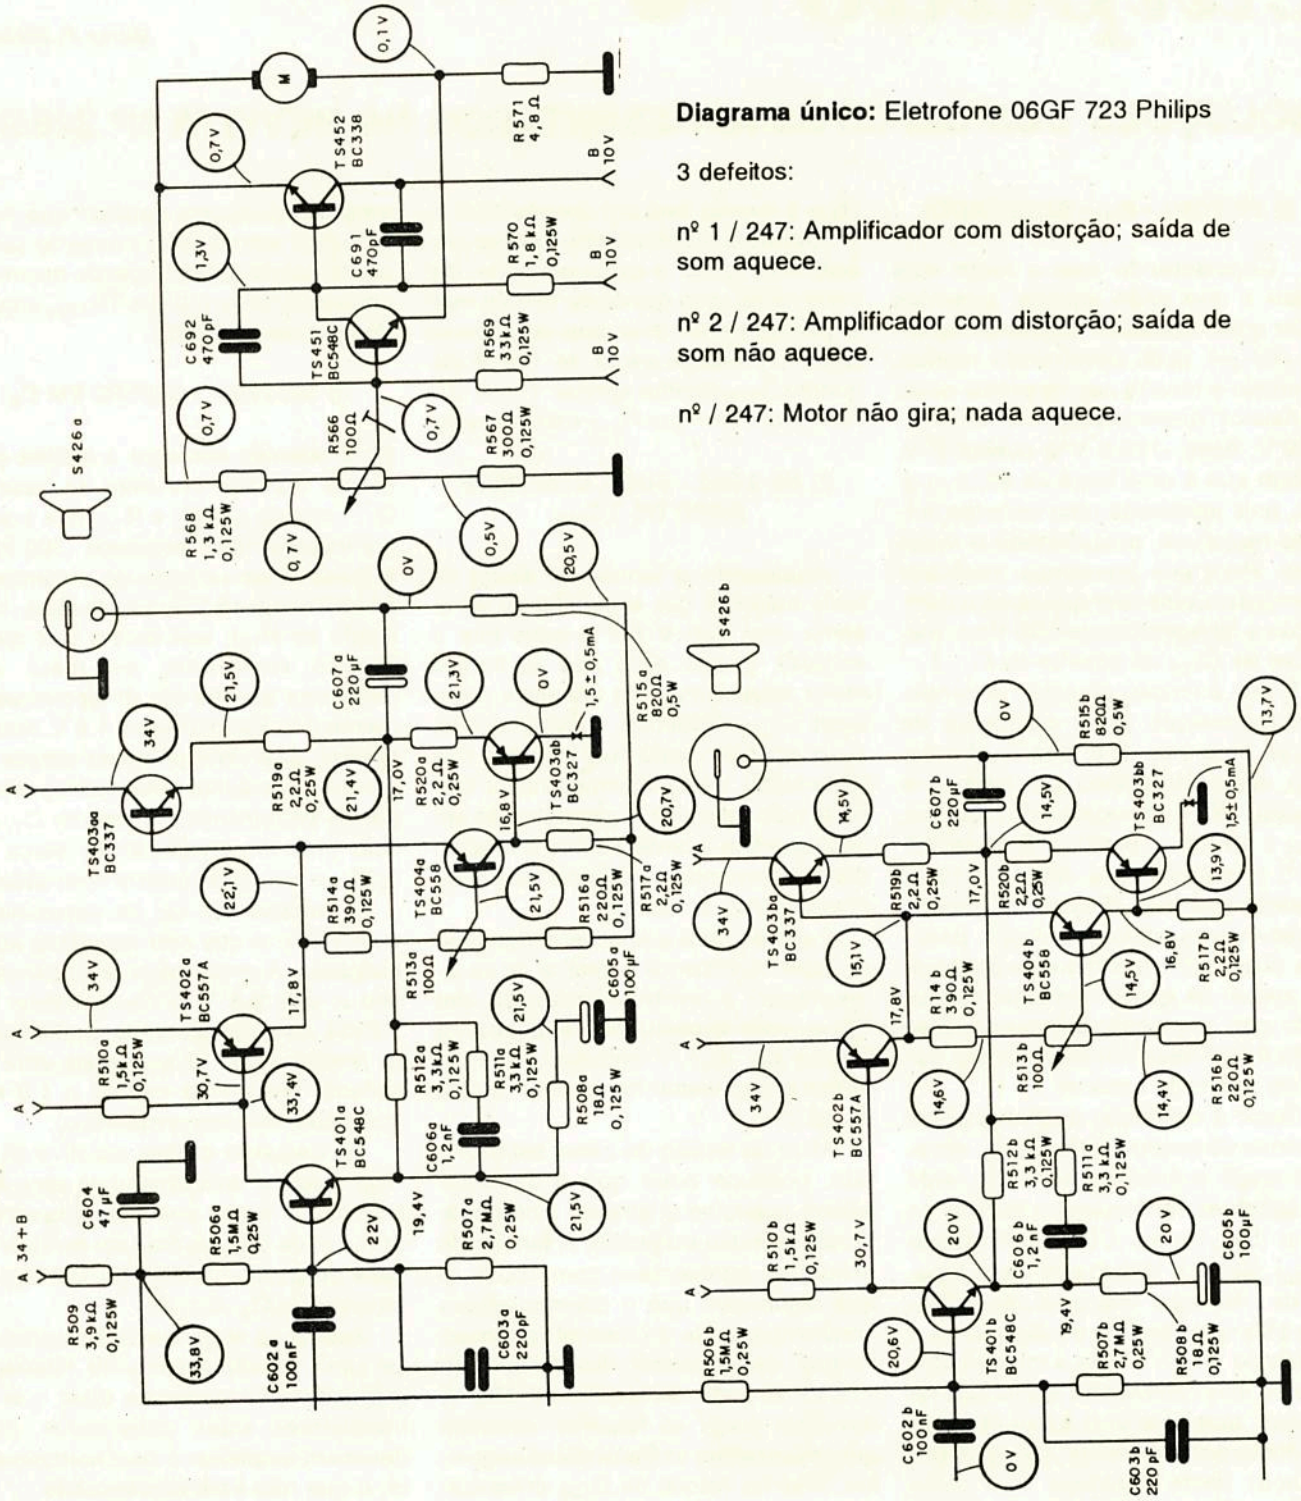 Diagrama único: Eletrofone 06GF 723 Philips
3 defeitos:
nº 1 / 247: Amplificador com distorção; saída de
som aquece.
nº 2 / 247: Amplificador com distorção; saída de
som não aquece.
nº / 247: Motor não gira; nada aquece.
0,1V
M
R571
4,8Ω
TS452
BC338
0,7V
B
10V
C691
470pF
1,3V
R570
1,8kΩ
0,125W
B
10V
C692
470pF
TS451
BC548C
R569
33kΩ
0,125W
B
10V
0,7V
R566
100Ω
0,7V
R567
300Ω
0,125W
S426a
R568
1,3kΩ
0,125W
0,7V
0,5V
0V
20,5V
A
34V
21,5V
C607a
220µF
21,3V
0V
1,5±0,5mA
R515a
820Ω
0,5W
TS403aa
BC337
R519a
2,2Ω
0,25W
21,4V
17,0V
R520a
2,2Ω
0,25W
TS403ab
BC327
22,1V
R514a
390Ω
0,125W
TS404a
BC558
16,8V
20,7V
21,5V
R516a
220Ω
0,125W
R517a
2,2Ω
0,125W
A
34V
TS402a
BC557A
17,8V
R513a
100Ω
21,5V
C605a
100µF
A
R510a
1,5kΩ
0,125W
30,7V
33,4V
R512a
3,3kΩ
0,125W
R511a
3,3kΩ
0,125W
R508a
18Ω
0,125W
TS401a
BC548C
C606a
1,2nF
C604
47µF
A 34+B
R506a
1,5MΩ
0,25W
22V
19,4V
R507a
2,7MΩ
0,25W
21,5V
R509
3,9kΩ
0,125W
33,8V
C602a
100nF
C603a
220pF
S426b
0V
R515b
820Ω
0,5W
13,7V
A
34V
C607b
220µF
14,5V
14,5V
TS403bb
BC327
1,5±0,5mA
TS403ba
BC337
R519b
2,2Ω
0,25W
17,0V
R520b
2,2Ω
0,25W
13,9V
15,1V
TS404b
BC558
16,8V
R517b
2,2Ω
0,125W
A
34V
TS402b
BC557A
17,8V
R14b
390Ω
0,125W
14,5V
14,6V
R513b
100Ω
14,4V
R516b
220Ω
0,125W
A
R510b
1,5kΩ
0,125W
30,7V
20V
R512b
3,3kΩ
0,125W
R511a
3,3kΩ
0,125W
C606b
1,2nF
20V
C605b
100µF
R506b
1,5MΩ
0,25W
20,6V
TS401b
BC548C
19,4V
R507b
2,7MΩ
0,25W
R508b
18Ω
0,125W
C602b
100nF
0V
C603b
220pF